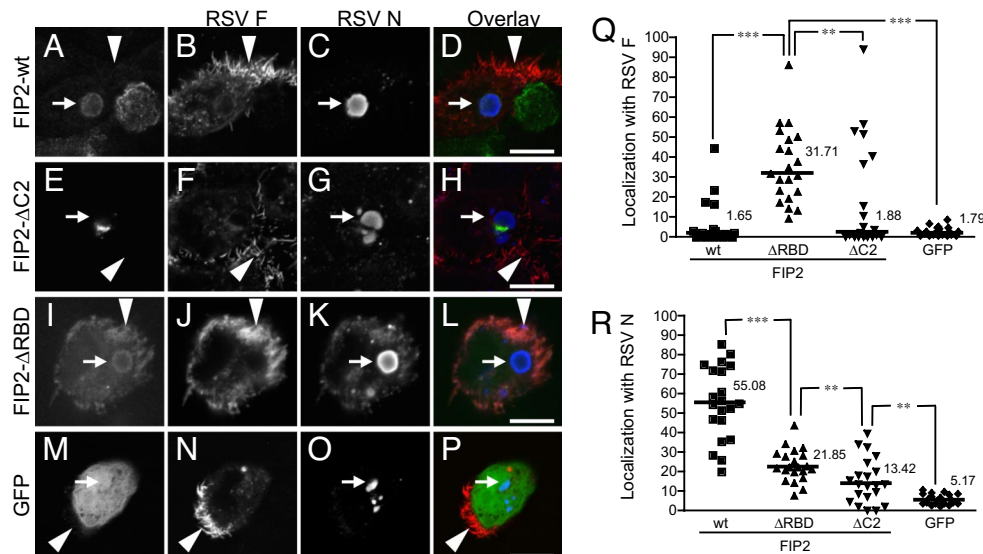 RSV F RSV N Overlay
FIP2-wt
A B C D
FIP2-ΔC2
E F G H
FIP2-ΔRBD
I J K L
GFP
M N O P
Q
Localization with RSV F
100
90
80
70
60
50
40
30
20
10
0
***
***
**
1.65
31.71
1.88
1.79
wt ΔRBD ΔC2 GFP
FIP2
R
Localization with RSV N
100
90
80
70
60
50
40
30
20
10
0
***
**
**
55.08
21.85
13.42
5.17
wt ΔRBD ΔC2 GFP
FIP2